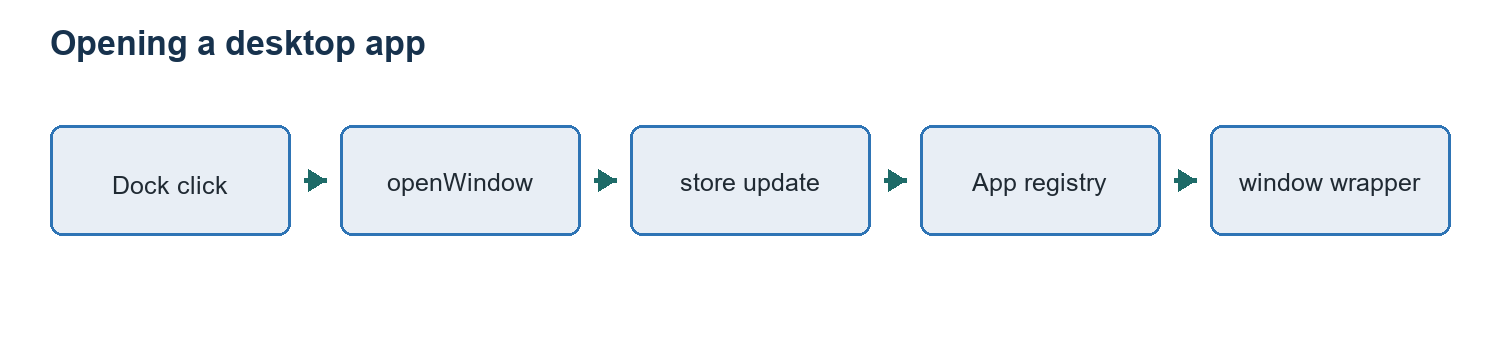 Opening a desktop app
Dock click
openWindow
store update
App registry
window wrapper